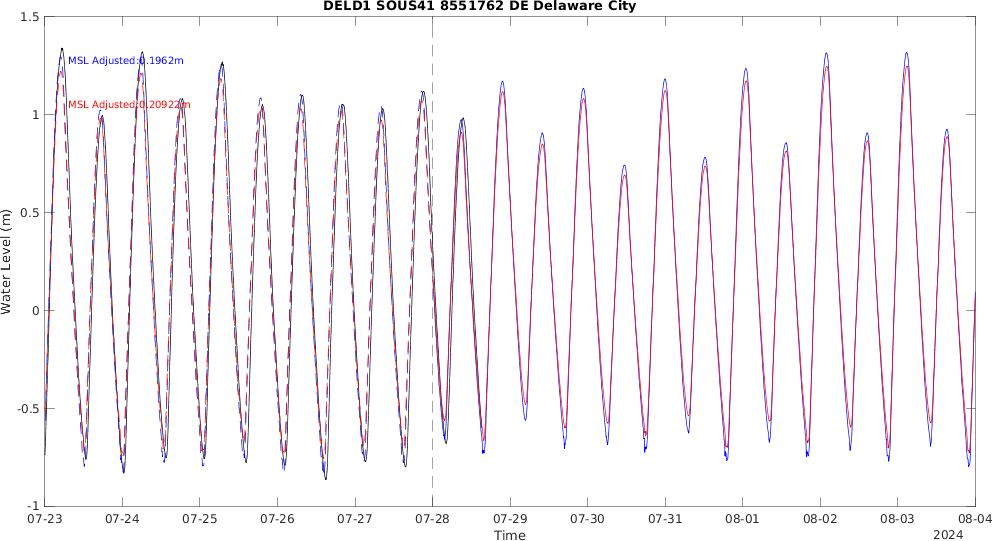 DELD1 SOUS41 8551762 DE Delaware City
1.5
MSL Adjusted:0.1962m
MSL Adjusted:0.20922m
1
0.5
0
-0.5
-1
Water Level (m)
07-23 07-24 07-25 07-26 07-27 07-28 07-29 07-30 07-31 08-01 08-02 08-03 08-04
Time
2024